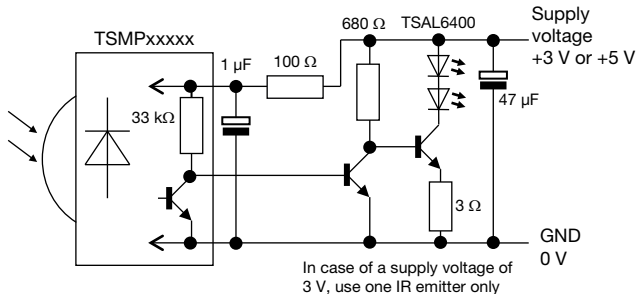 TSMPxxxxx
33 kΩ
1 µF
100 Ω
680 Ω
TSAL6400
Supply
voltage
+3 V or +5 V
47 µF
3 Ω
GND
0 V
In case of a supply voltage of
3 V, use one IR emitter only